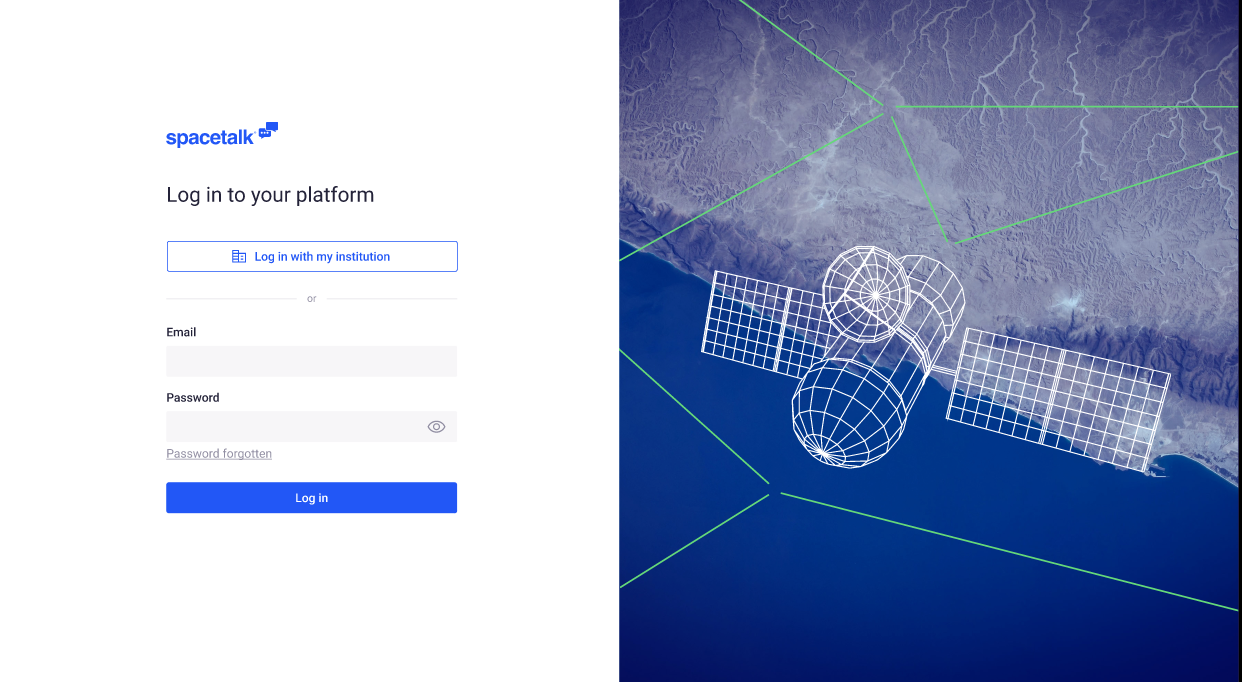 spacetalk
Log in to your platform
Log in with my institution
or
Email
Password
Password forgotten
Log in